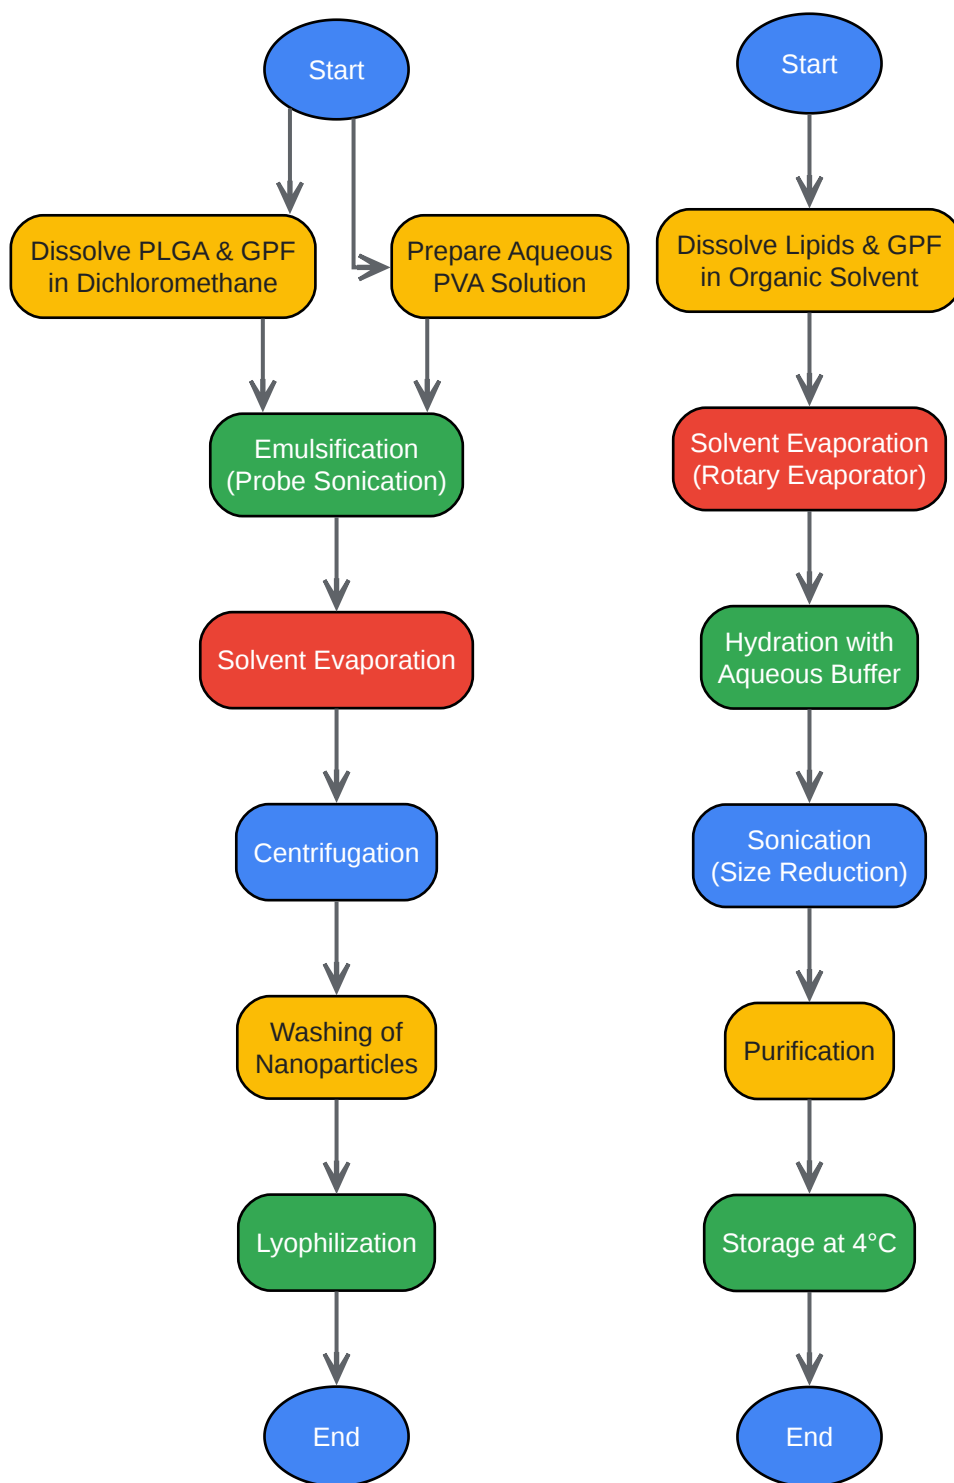 Start
Dissolve PLGA & GPF
in Dichloromethane
Prepare Aqueous
PVA Solution
Emulsification
(Probe Sonication)
Solvent Evaporation
Centrifugation
Washing of
Nanoparticles
Lyophilization
End
Start
Dissolve Lipids & GPF
in Organic Solvent
Solvent Evaporation
(Rotary Evaporator)
Hydration with
Aqueous Buffer
Sonication
(Size Reduction)
Purification
Storage at 4°C
End